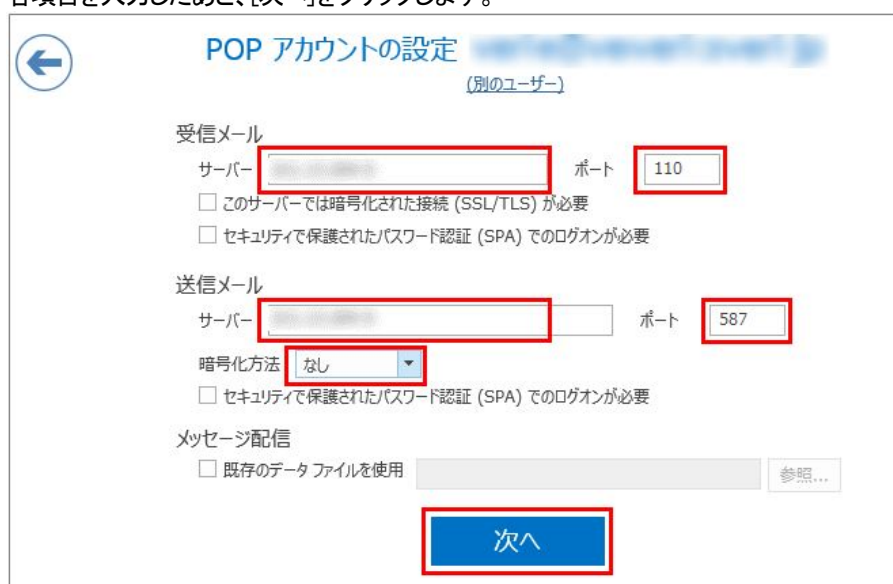 各項目を入力したあと、[次へ]をクリックします。
POP アカウントの設定
(別のユーザー)
受信メール
サーバー ポート 110
このサーバーでは暗号化された接続 (SSL/TLS) が必要
セキュリティで保護されたパスワード認証 (SPA) でのログオンが必要
送信メール
サーバー ポート 587
暗号化方法 なし
セキュリティで保護されたパスワード認証 (SPA) でのログオンが必要
メッセージ配信
既存のデータ ファイルを使用 参照...
次へ